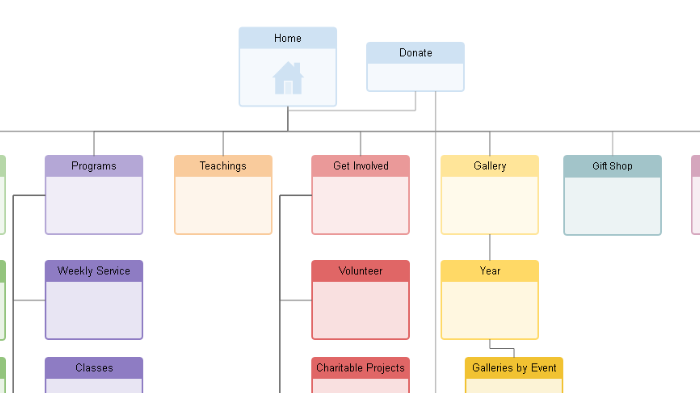 Home
Donate
Programs
Teachings
Get Involved
Gallery
Gift Shop
Weekly Service
Volunteer
Year
Classes
Charitable Projects
Galleries by Event